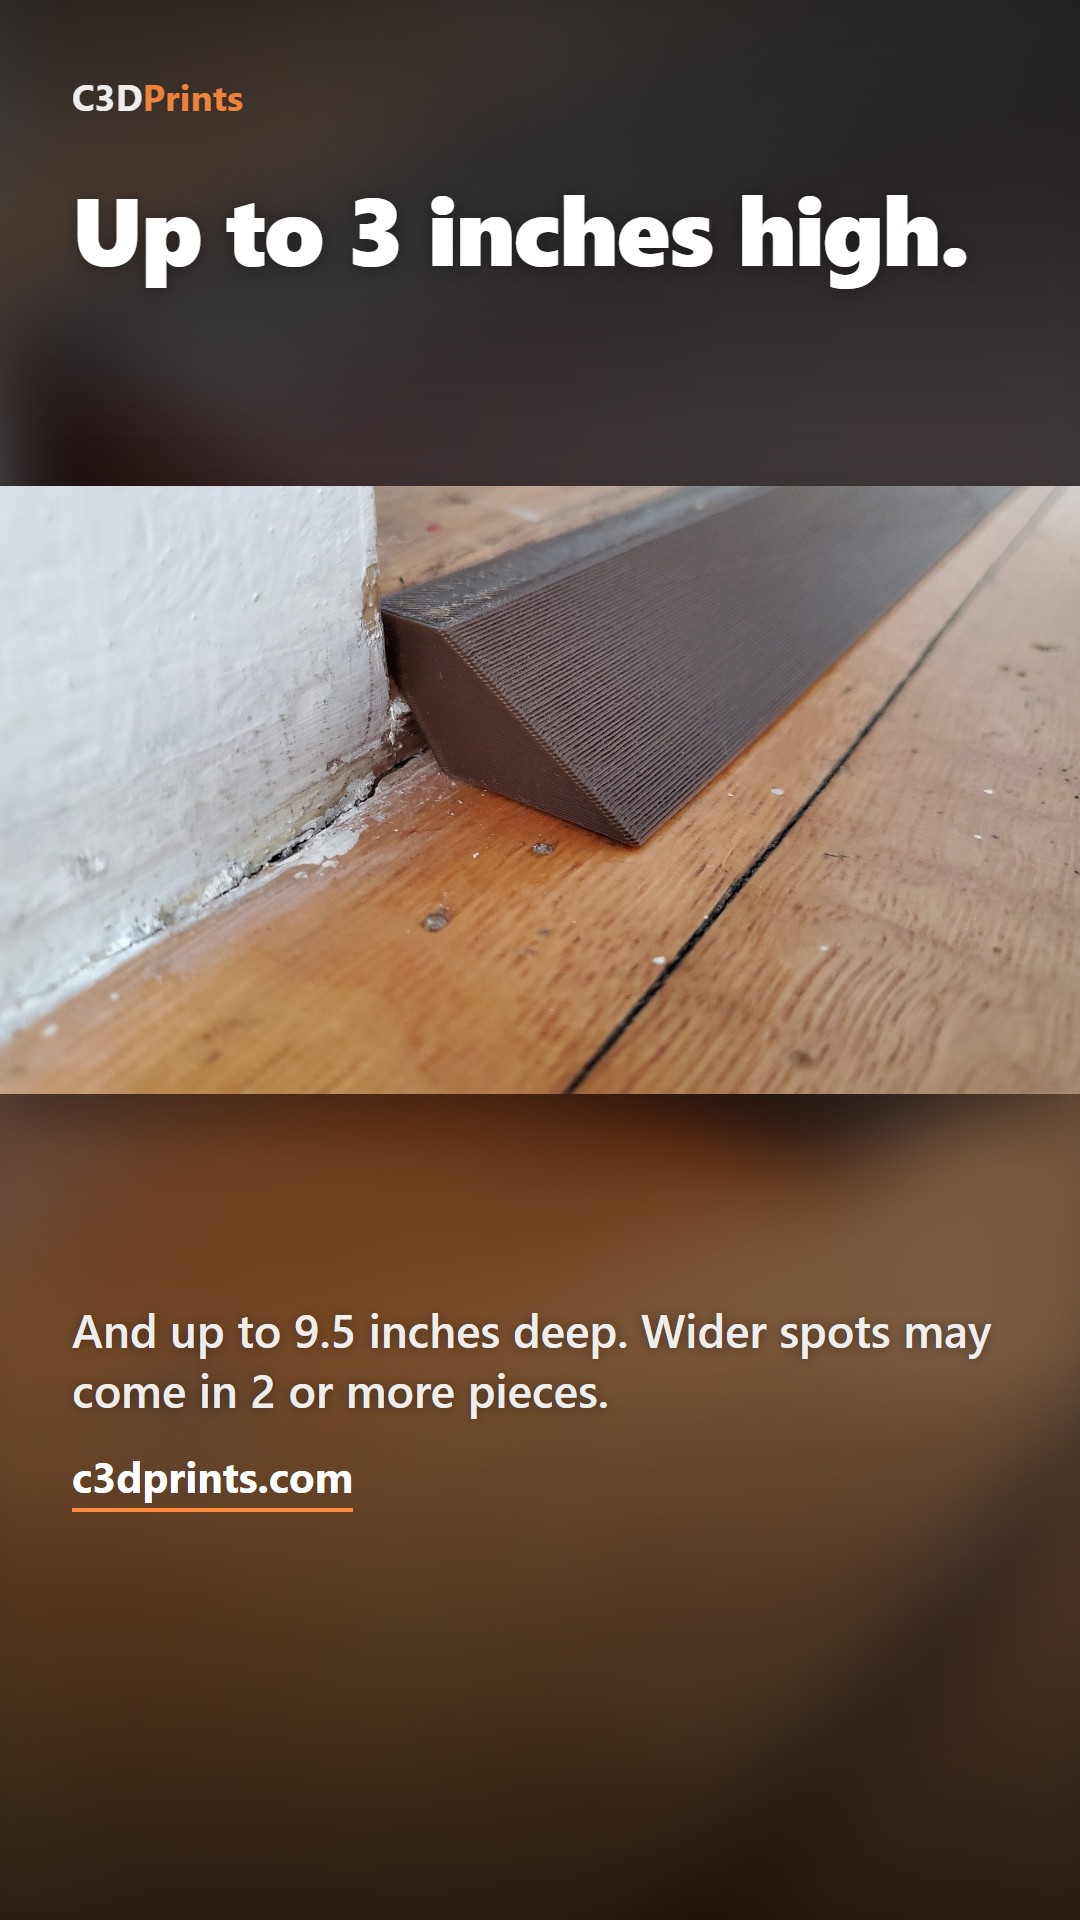 C3DPrints
Up to 3 inches high.
And up to 9.5 inches deep. Wider spots may
come in 2 or more pieces.
c3dprints.com